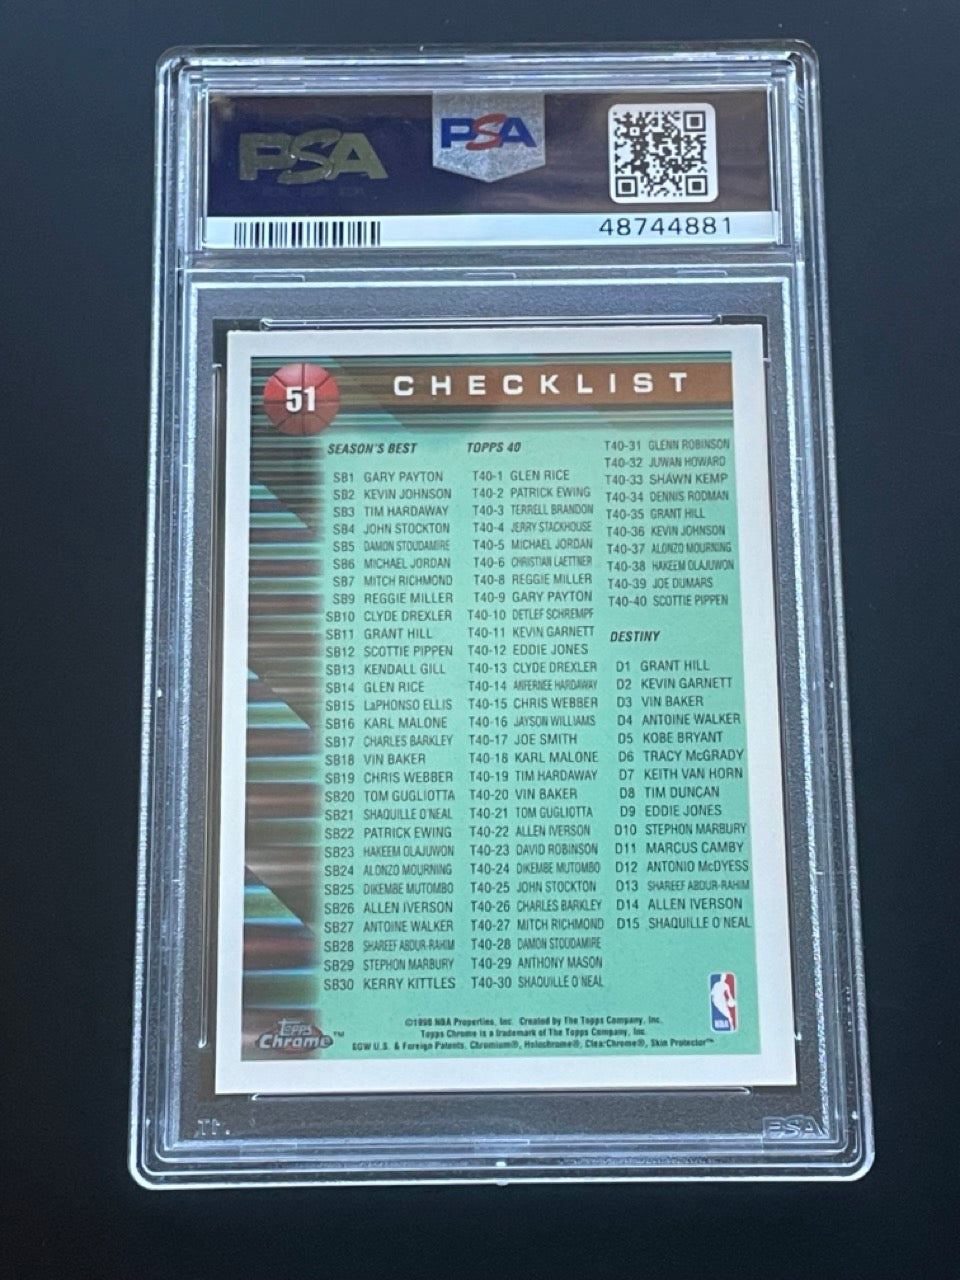 PSA
PSA
48744881
51
CHECKLIST
SEASON'S BEST
SB1 GARY PAYTON
SB2 KEVIN JOHNSON
SB3 TIM HARDAWAY
SB4 JOHN STOCKTON
SB5 DAMON STOUDAMIRE
SB6 MICHAEL JORDAN
SB7 MITCH RICHMOND
SB9 REGGIE MILLER
SB10 CLYDE DREXLER
SB11 GRANT HILL
SB12 SCOTTIE PIPPEN
SB13 KENDALL GILL
SB14 GLEN RICE
SB15 LaPHONSO ELLIS
SB16 KARL MALONE
SB17 CHARLES BARKLEY
SB18 VIN BAKER
SB19 CHRIS WEBBER
SB20 TOM GUGLIOTTA
SB21 SHAQUILLE O'NEAL
SB22 PATRICK EWING
SB23 HAKEEM OLAJUWON
SB24 ALONZO MOURNING
SB25 DIKEMBE MUTOMBO
SB26 ALLEN IVERSON
SB27 ANTOINE WALKER
SB28 SHAREEF ABDUR-RAHIM
SB29 STEPHON MARBURY
SB30 KERRY KITTLES
TOPPS 40
T40-1 GLEN RICE
T40-2 PATRICK EWING
T40-3 TERRELL BRANDON
T40-4 JERRY STACKHOUSE
T40-5 MICHAEL JORDAN
T40-6 CHRISTIAN LAETTNER
T40-8 REGGIE MILLER
T40-9 GARY PAYTON
T40-10 DETLEF SCHREMPF
T40-11 KEVIN GARNETT
T40-12 EDDIE JONES
T40-13 CLYDE DREXLER
T40-14 ANFERNEE HARDAWAY
T40-15 CHRIS WEBBER
T40-16 JAYSON WILLIAMS
T40-17 JOE SMITH
T40-18 KARL MALONE
T40-19 TIM HARDAWAY
T40-20 VIN BAKER
T40-21 TOM GUGLIOTTA
T40-22 ALLEN IVERSON
T40-23 DAVID ROBINSON
T40-24 DIKEMBE MUTOMBO
T40-25 JOHN STOCKTON
T40-26 CHARLES BARKLEY
T40-27 MITCH RICHMOND
T40-28 DAMON STOUDAMIRE
T40-29 ANTHONY MASON
T40-30 SHAQUILLE O'NEAL
T40-31 GLENN ROBINSON
T40-32 JUWAN HOWARD
T40-33 SHAWN KEMP
T40-34 DENNIS RODMAN
T40-35 GRANT HILL
T40-36 KEVIN JOHNSON
T40-37 ALONZO MOURNING
T40-38 HAKEEM OLAJUWON
T40-39 JOE DUMARS
T40-40 SCOTTIE PIPPEN
DESTINY
D1 GRANT HILL
D2 KEVIN GARNETT
D3 VIN BAKER
D4 ANTOINE WALKER
D5 KOBE BRYANT
D6 TRACY McGRADY
D7 KEITH VAN HORN
D8 TIM DUNCAN
D9 EDDIE JONES
D10 STEPHON MARBURY
D11 MARCUS CAMBY
D12 ANTONIO McDYESS
D13 SHAREEF ABDUR-RAHIM
D14 ALLEN IVERSON
D15 SHAQUILLE O'NEAL
NBA
Topps
Chrome™
©1998 NBA Properties, Inc. Created by The Topps Company, Inc.
Topps Chrome is a trademark of The Topps Company, Inc.
EGW U.S. & Foreign Patents. Chromium®, Holochrome®, Clear Chrome®, Skin Protector™
PSA